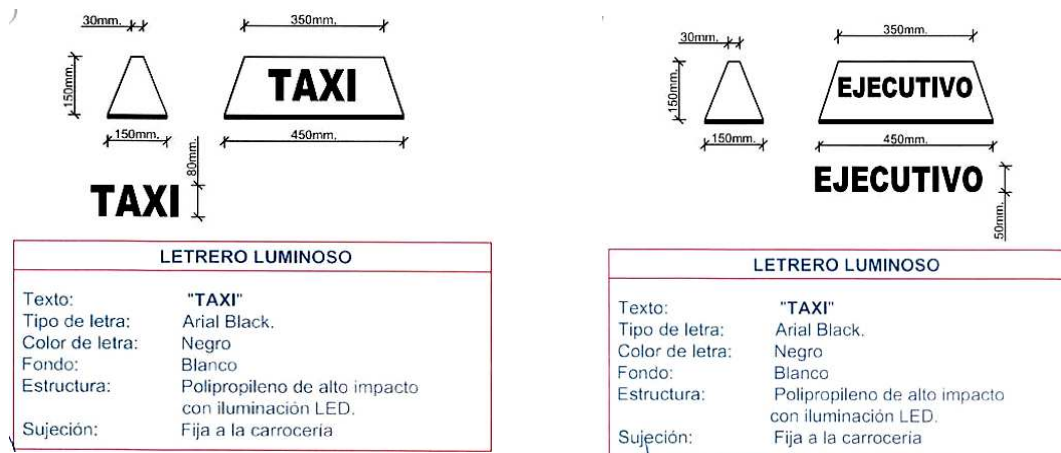 30mm.
350mm.
150mm.
TAXI
150mm.
450mm.
80mm.
TAXI
LETRERO LUMINOSO
Texto: "TAXI"
Tipo de letra: Arial Black.
Color de letra: Negro
Fondo: Blanco
Estructura: Polipropileno de alto impacto
con iluminación LED.
Sujeción: Fija a la carrocería
30mm.
350mm.
150mm.
EJECUTIVO
150mm.
450mm.
EJECUTIVO
50mm.
LETRERO LUMINOSO
Texto: "TAXI"
Tipo de letra: Arial Black.
Color de letra: Negro
Fondo: Blanco
Estructura: Polipropileno de alto impacto
con iluminación LED.
Sujeción: Fija a la carrocería